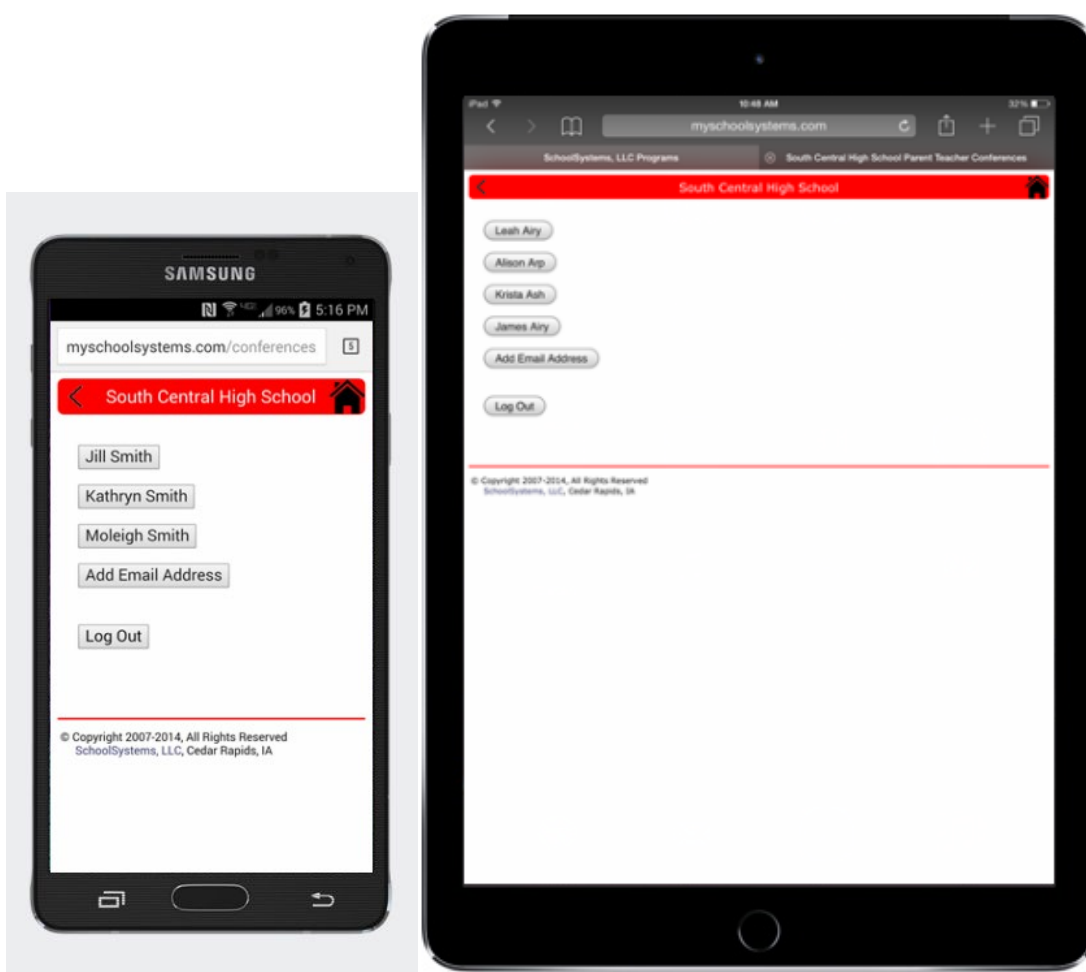 SAMSUNG
96% 5:16 PM
myschoolsystems.com/conferences 5
South Central High School
Jill Smith
Kathryn Smith
Moleigh Smith
Add Email Address
Log Out
© Copyright 2007-2014, All Rights Reserved
SchoolSystems, LLC, Cedar Rapids, IA
iPad 10:48 AM 32%
myschoolsystems.com
SchoolSystems, LLC Programs South Central High School Parent Teacher Conferences
South Central High School
Leah Airy
Alison Arp
Krista Ash
James Airy
Add Email Address
Log Out
© Copyright 2007-2014, All Rights Reserved
SchoolSystems, LLC, Cedar Rapids, IA